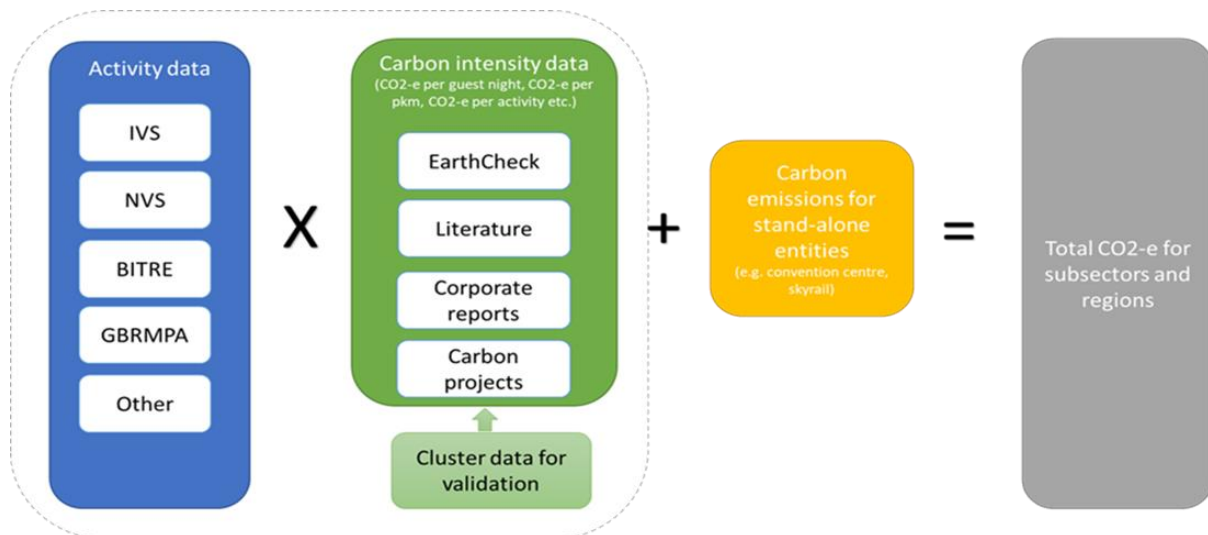 Activity data
IVS
NVS
BITRE
GBRMPA
Other
X
Carbon intensity data
(CO2-e per guest night, CO2-e per
pkm, CO2-e per activity etc.)
EarthCheck
Literature
Corporate
reports
Carbon
projects
Cluster data for
validation
+
Carbon
emissions for
stand-alone
entities
(e.g. convention centre,
skyrail)
=
Total CO2-e for
subsectors and
regions